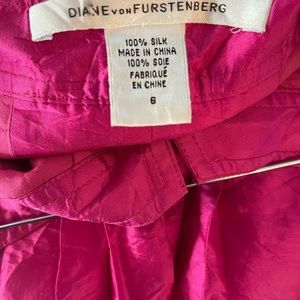 DIANE VON FURSTENBERG
100% SILK
MADE IN CHINA
100% SOIE
FABRIQUÉ
EN CHINE
6